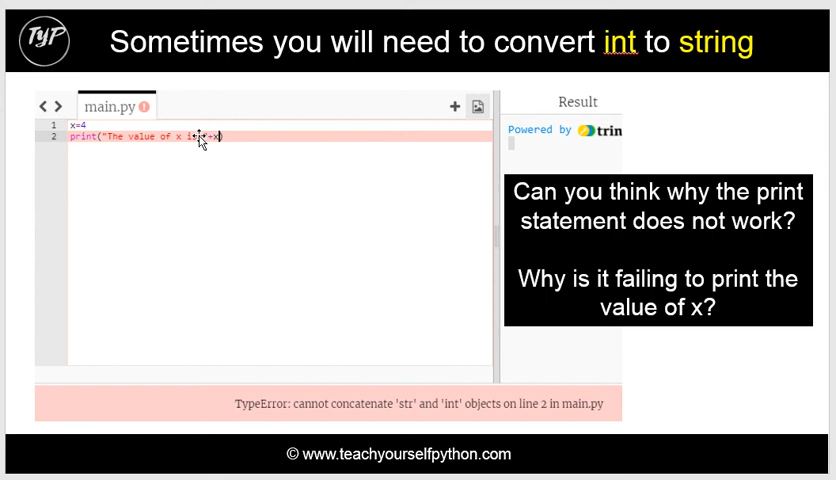 TYP
Sometimes you will need to convert int to string
main.py
Result
1 x=4
2 print("The value of x "+x)
Powered by trin
Can you think why the print
statement does not work?
Why is it failing to print the
value of x?
TypeError: cannot concatenate 'str' and 'int' objects on line 2 in main.py
© www.teachyourselfpython.com